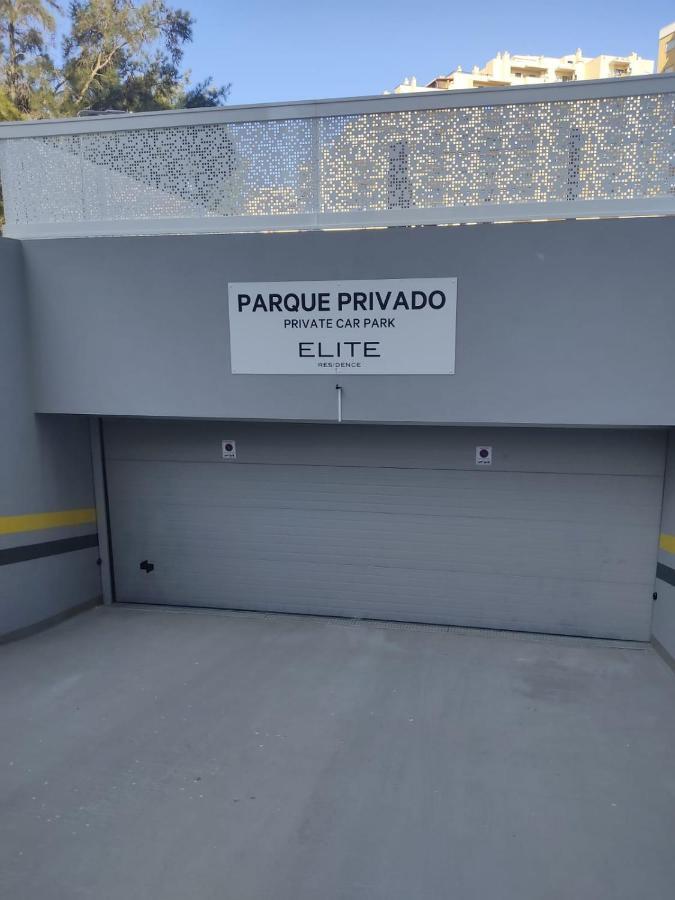 PARQUE PRIVADO
PRIVATE CAR PARK
ELITE
RESIDENCE